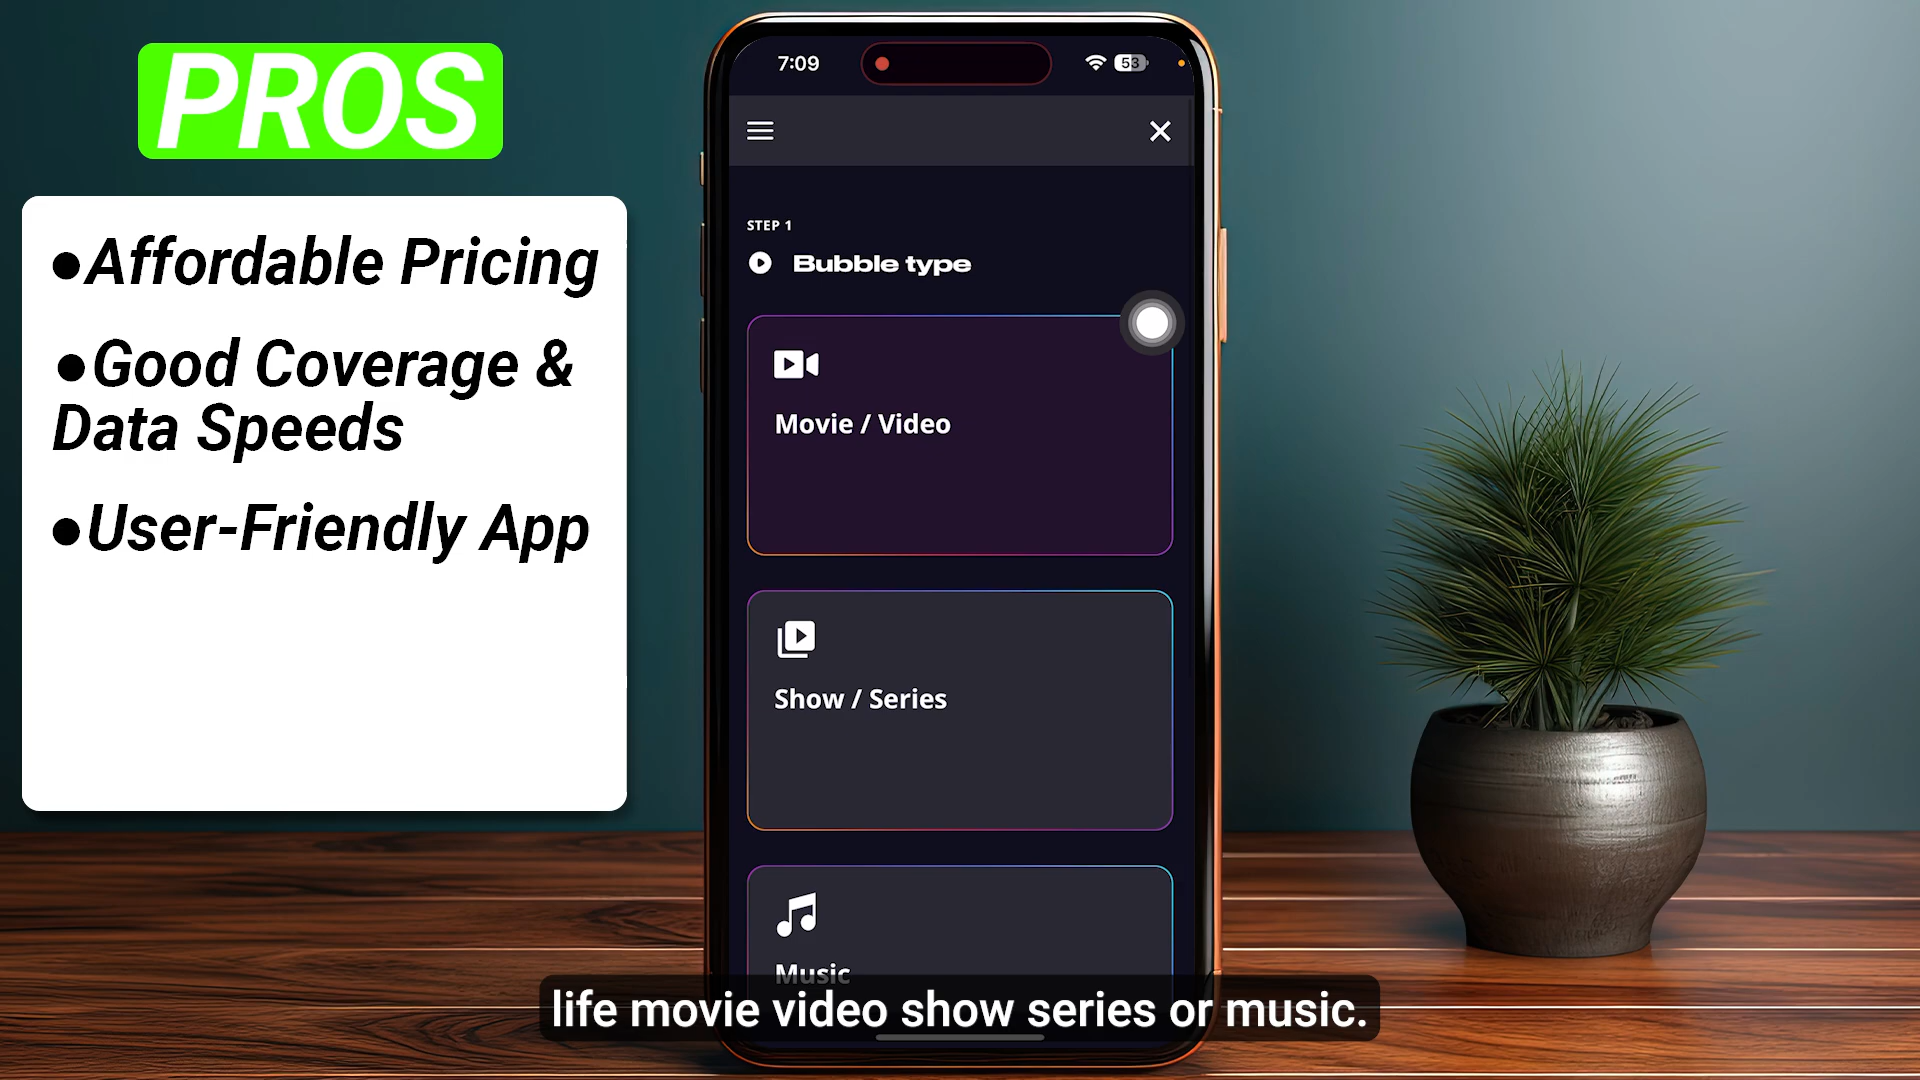 PROS
●Affordable Pricing
●Good Coverage &
Data Speeds
●User-Friendly App
7:09
53
STEP 1
Bubble type
Movie / Video
Show / Series
Music
life movie video show series or music.